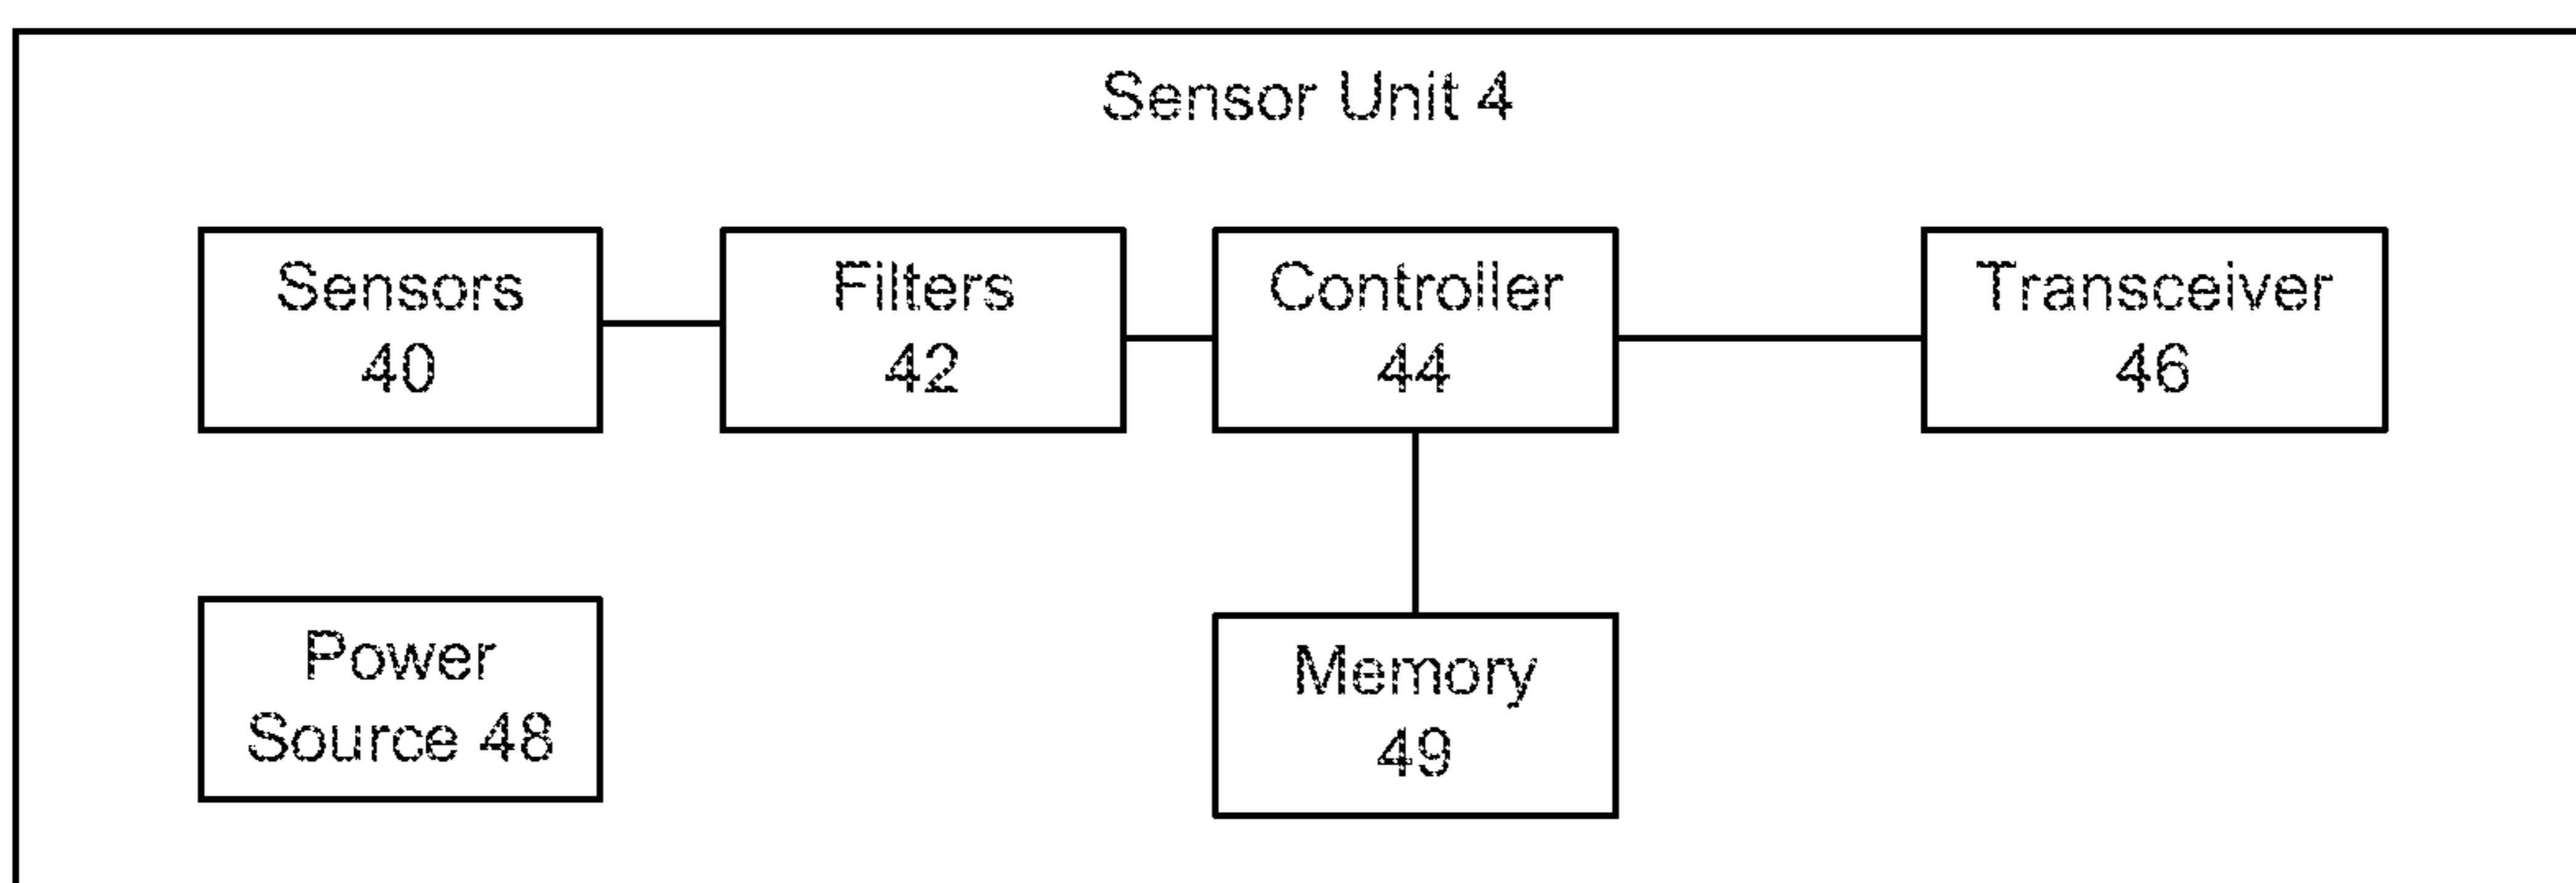 Sensor Unit 4
Sensors
40
Filters
42
Controller
44
Transceiver
46
Power
Source 48
Memory
49